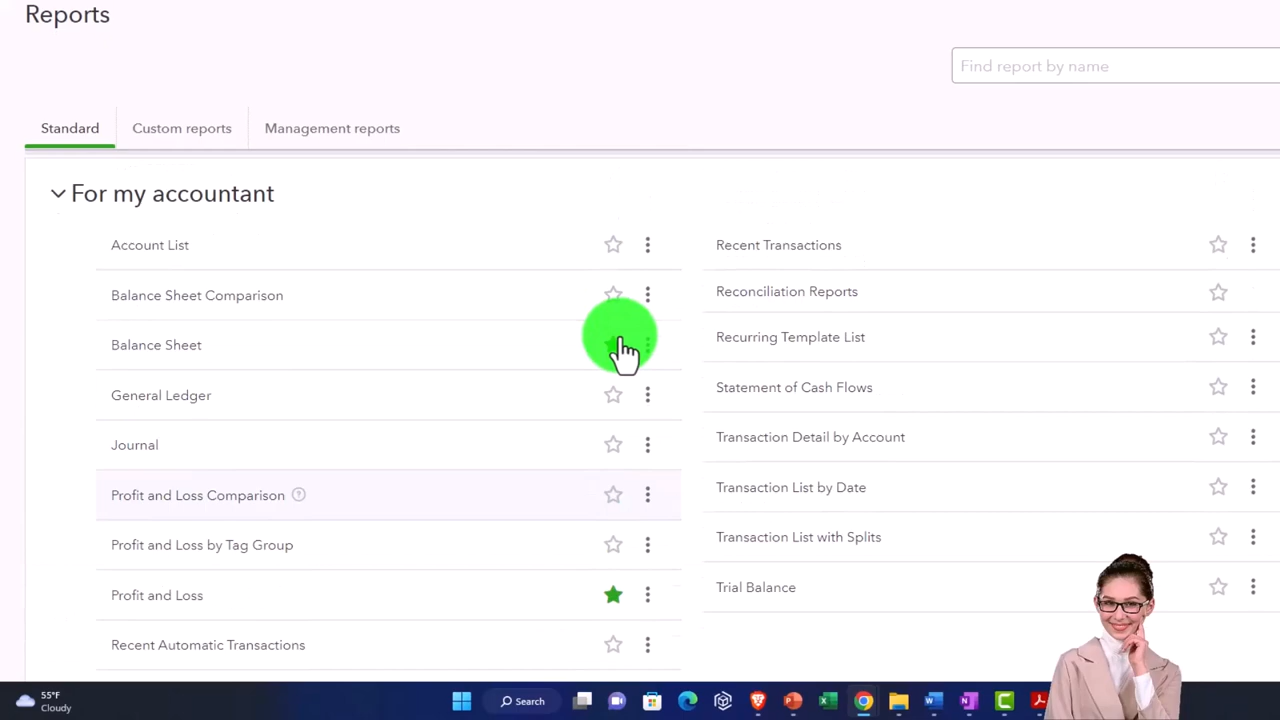 Reports
Find report by name
Standard
Custom reports
Management reports
For my accountant
Account List
Balance Sheet Comparison
Balance Sheet
General Ledger
Journal
Profit and Loss Comparison
Profit and Loss by Tag Group
Profit and Loss
Recent Automatic Transactions
Recent Transactions
Reconciliation Reports
Recurring Template List
Statement of Cash Flows
Transaction Detail by Account
Transaction List by Date
Transaction List with Splits
Trial Balance
55°F
Cloudy
Search